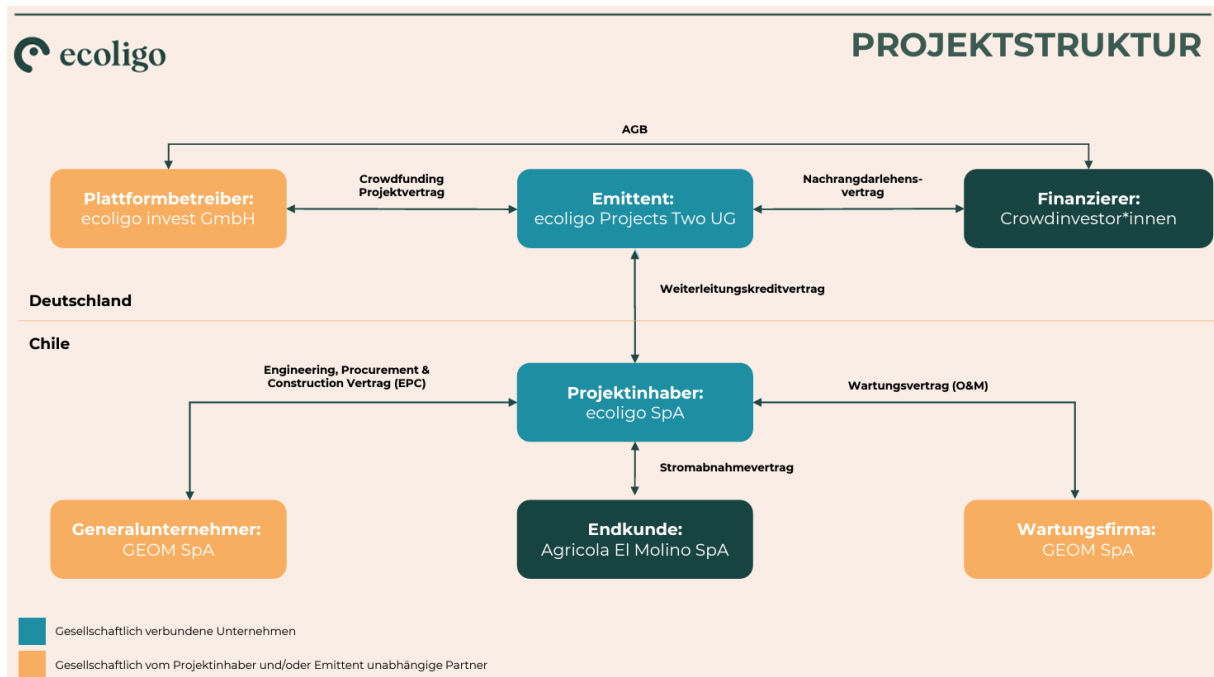 ecoligo
PROJEKTSTRUKTUR
AGB
Plattformbetreiber:
ecoligo invest GmbH
Crowdfunding
Projektvertrag
Emittent:
ecoligo Projects Two UG
Nachrangdarlehens-
vertrag
Finanzierer:
Crowdinvestor*innen
Weiterleitungskreditvertrag
Deutschland
Chile
Engineering, Procurement &
Construction Vertrag (EPC)
Projektinhaber:
ecoligo SpA
Wartungsvertrag (O&M)
Stromabnahmevertrag
Generalunternehmer:
GEOM SpA
Endkunde:
Agricola El Molino SpA
Wartungsfirma:
GEOM SpA
Gesellschaftlich verbundene Unternehmen
Gesellschaftlich vom Projektinhaber und/oder Emittent unabhängige Partner